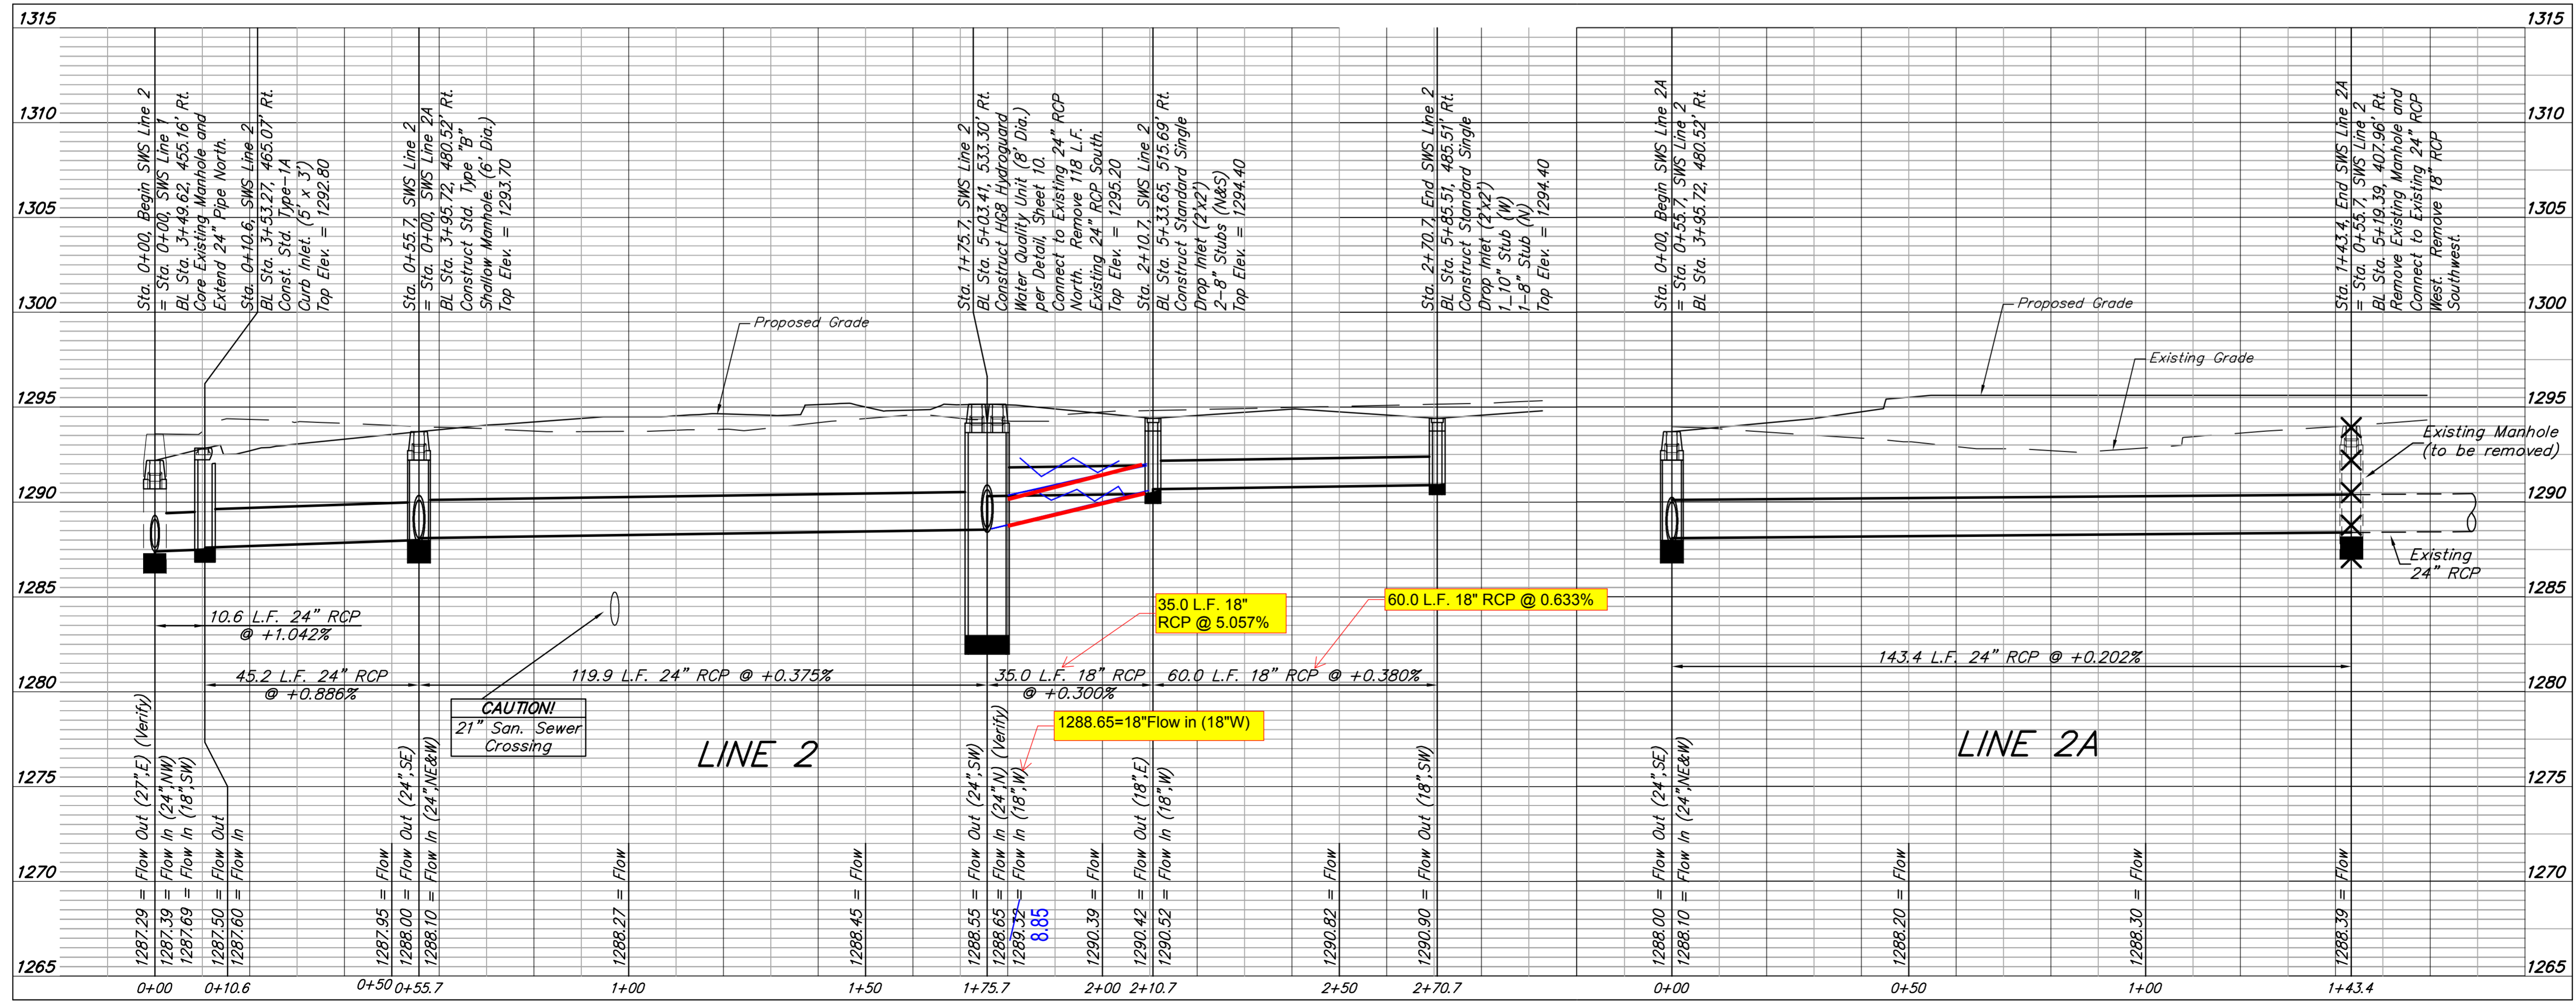 1315
1310
1305
1300
1295
1290
1285
1280
1275
1270
1265
Sta. 0+00, Begin SWS Line 2
= Sta. 0+00, SWS Line 1
BL Sta. 3+49.62, 455.16' Rt.
Core Existing Manhole and
Extend 24" Pipe North.
Sta. 0+10.6, SWS Line 2
BL Sta. 3+53.27, 465.07' Rt.
Const. Std. Type-1A
Curb Inlet. (5' x 3')
Top Elev. = 1292.80
Sta. 0+55.7, SWS Line 2
= Sta. 0+00, SWS Line 2A
BL Sta. 3+95.72, 480.52' Rt.
Construct Std. Type "B"
Shallow Manhole. (6' Dia.)
Top Elev. = 1293.70
Sta. 1+75.7, SWS Line 2
BL Sta. 5+03.41, 533.30' Rt.
Construct HG8 Hydroguard
Water Quality Unit (8' Dia.)
per Detail, Sheet 10.
Connect to Existing 24" RCP
North. Remove 118 L.F.
Existing 24" RCP South.
Top Elev. = 1295.20
Sta. 2+10.7, SWS Line 2
BL Sta. 5+33.65, 515.69' Rt.
Construct Standard Single
Drop Inlet (2'x2')
2-8" Stubs (N&S)
Top Elev. = 1294.40
Sta. 2+70.7, End SWS Line 2
BL Sta. 5+85.51, 485.51' Rt.
Construct Standard Single
Drop Inlet (2'x2')
1-10" Stub (W)
1-8" Stub (N)
Top Elev. = 1294.40
Sta. 0+00, Begin SWS Line 2A
= Sta. 0+55.7, SWS Line 2
BL Sta. 3+95.72, 480.52' Rt.
Sta. 1+43.4, End SWS Line 2A
= Sta. 0+55.7, SWS Line 2
BL Sta. 5+19.39, 407.96' Rt.
Remove Existing Manhole and
Connect to Existing 24" RCP
West. Remove 18" RCP
Southwest.
Proposed Grade
Proposed Grade
Existing Grade
Existing Manhole
(to be removed)
Existing
24" RCP
10.6 L.F. 24" RCP
@ +1.042%
45.2 L.F. 24" RCP
@ +0.886%
119.9 L.F. 24" RCP @ +0.375%
35.0 L.F. 18" RCP
@ +0.300%
60.0 L.F. 18" RCP @ +0.380%
35.0 L.F. 18"
RCP @ 5.057%
60.0 L.F. 18" RCP @ 0.633%
143.4 L.F. 24" RCP @ +0.202%
CAUTION!
21" San. Sewer
Crossing
1288.65=18"Flow in (18"W)
LINE 2
LINE 2A
1287.29 = Flow Out (27",E) (Verify)
1287.39 = Flow In (24",NW)
1287.69 = Flow In (18",SW)
1287.50 = Flow Out
1287.60 = Flow In
1287.95 = Flow
1288.00 = Flow Out (24",SE)
1288.10 = Flow In (24",NE&W)
1288.27 = Flow
1288.45 = Flow
1288.55 = Flow Out (24",SW)
1288.65 = Flow In (24",N) (Verify)
1289.32 = Flow In (18",W)
8.85
1290.39 = Flow
1290.42 = Flow Out (18",E)
1290.52 = Flow In (18",W)
1290.82 = Flow
1290.90 = Flow Out (18",SW)
1288.00 = Flow Out (24",SE)
1288.10 = Flow In (24",NE&W)
1288.20 = Flow
1288.30 = Flow
1288.39 = Flow
0+00
0+10.6
0+50
0+55.7
1+00
1+50
1+75.7
2+00
2+10.7
2+50
2+70.7
0+00
0+50
1+00
1+43.4
1315
1310
1305
1300
1295
1290
1285
1280
1275
1270
1265